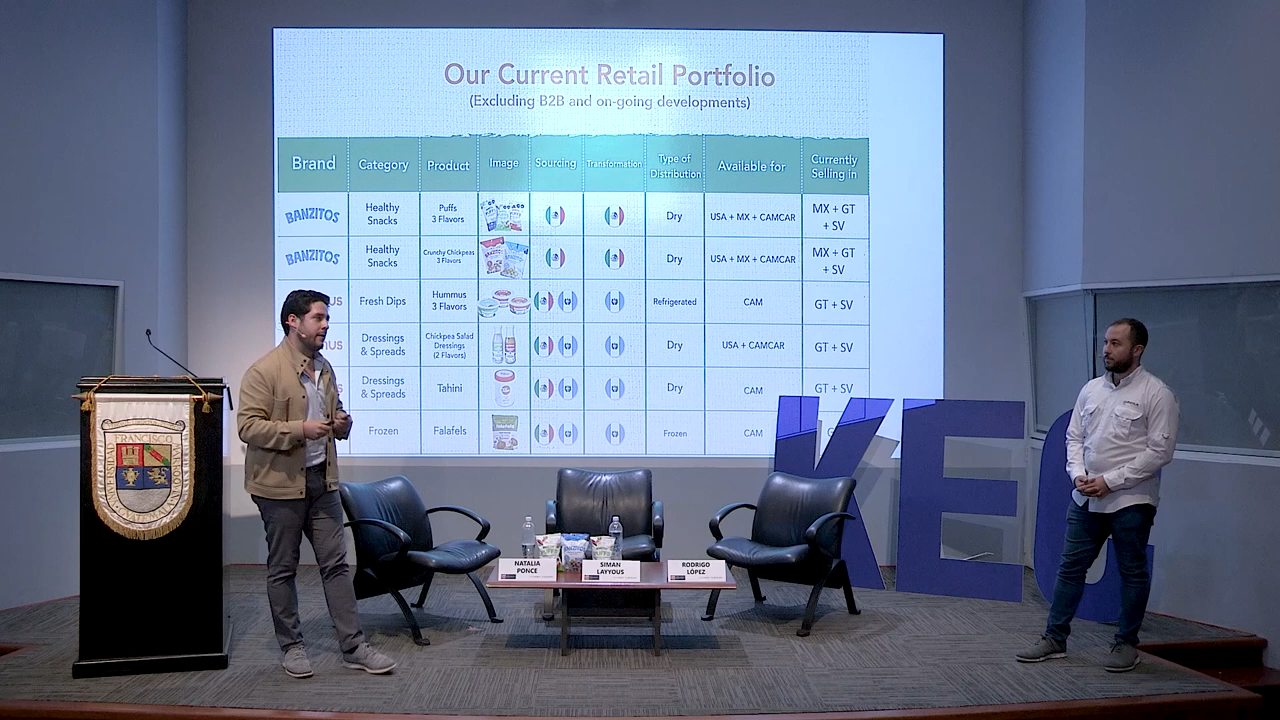 Our Current Retail Portfolio
(Excluding B2B and on-going developments)
Brand Category Product Image Sourcing Transformation Type of Distribution Available for Currently Selling in
BANZITOS Healthy Snacks Puffs 3 Flavors Dry USA + MX + CAMCAR MX + GT + SV
BANZITOS Healthy Snacks Crunchy Chickpeas 3 Flavors Dry USA + MX + CAMCAR MX + GT + SV
Fresh Dips Hummus 3 Flavors Refrigerated CAM GT + SV
Dressings & Spreads Chickpea Salad Dressings (2 Flavors) Dry USA + CAMCAR GT + SV
Dressings & Spreads Tahini Dry CAM GT + SV
Frozen Falafels Frozen CAM
KEC
FRANCISCO
NATALIA PONCE
SIMAN LAYYOUS
RODRIGO LÓPEZ